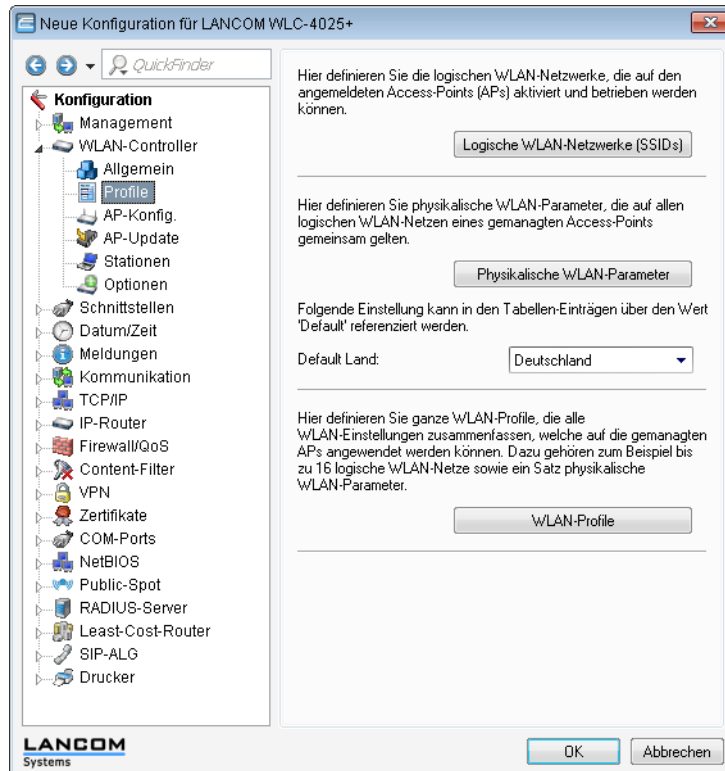 Neue Konfiguration für LANCOM WLC-4025+
QuickFinder
Konfiguration
Management
WLAN-Controller
Allgemein
Profile
AP-Konfig.
AP-Update
Stationen
Optionen
Schnittstellen
Datum/Zeit
Meldungen
Kommunikation
TCP/IP
IP-Router
Firewall/QoS
Content-Filter
VPN
Zertifikate
COM-Ports
NetBIOS
Public-Spot
RADIUS-Server
Least-Cost-Router
SIP-ALG
Drucker
Hier definieren Sie die logischen WLAN-Netzwerke, die auf den
angemeldeten Access-Points (APs) aktiviert und betrieben werden
können.
Logische WLAN-Netzwerke (SSIDs)
Hier definieren Sie physikalische WLAN-Parameter, die auf allen
logischen WLAN-Netzen eines gemanagten Access-Points
gemeinsam gelten.
Physikalische WLAN-Parameter
Folgende Einstellung kann in den Tabellen-Einträgen über den Wert
'Default' referenziert werden.
Default Land: Deutschland
Hier definieren Sie ganze WLAN-Profile, die alle
WLAN-Einstellungen zusammenfassen, welche auf die gemanagten
APs angewendet werden können. Dazu gehören zum Beispiel bis
zu 16 logische WLAN-Netze sowie ein Satz physikalische
WLAN-Parameter.
WLAN-Profile
LANCOM
Systems
OK Abbrechen